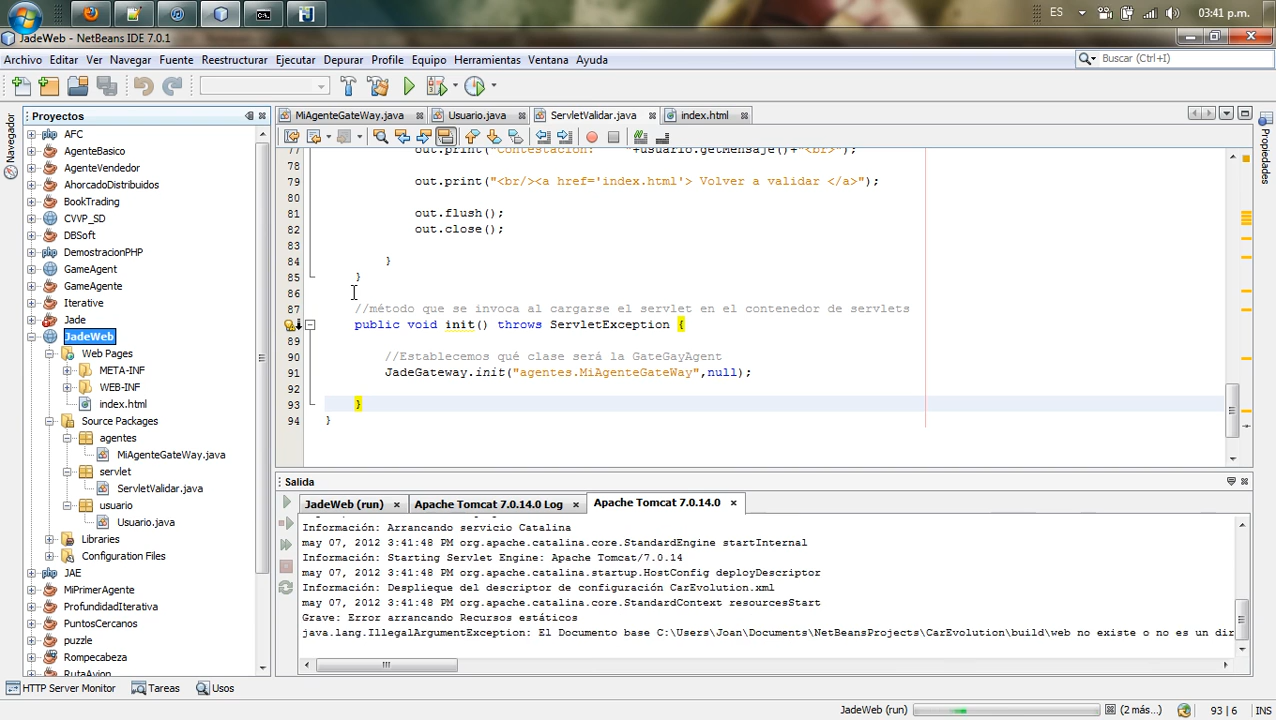 ES
03:41 p.m.
JadeWeb - NetBeans IDE 7.0.1
Archivo Editar Ver Navegar Fuente Reestructurar Ejecutar Depurar Profile Equipo Herramientas Ventana Ayuda
Buscar (Ctrl+I)
Navegador
Proyectos
AFC
AgenteBasico
AgenteVendedor
AhorcadoDistribuidos
BookTrading
CVVP_SD
DBSoft
DemostracionPHP
GameAgent
GameAgente
Iterative
Jade
JadeWeb
Web Pages
META-INF
WEB-INF
index.html
Source Packages
agentes
MiAgenteGateWay.java
servlet
ServletValidar.java
usuario
Usuario.java
Libraries
Configuration Files
JAE
MiPrimerAgente
ProfundidadIterativa
PuntosCercanos
puzzle
Rompecabeza
RutaAvion
MiAgenteGateWay.java Usuario.java ServletValidar.java index.html
77 out.print("Contestación: "+usuario.getMensaje()+"<br>");
78
79 out.print("<br/><a href='index.html'> Volver a validar </a>");
80
81 out.flush();
82 out.close();
83
84 }
85 }
86
87 //método que se invoca al cargarse el servlet en el contenedor de servlets
public void init() throws ServletException {
89
90 //Establecemos qué clase será la GateGayAgent
91 JadeGateway.init("agentes.MiAgenteGateWay",null);
92
93 }
94 }
Propiedades
Salida
JadeWeb (run) Apache Tomcat 7.0.14.0 Log Apache Tomcat 7.0.14.0
Información: Arrancando servicio Catalina
may 07, 2012 3:41:48 PM org.apache.catalina.core.StandardEngine startInternal
Información: Starting Servlet Engine: Apache Tomcat/7.0.14
may 07, 2012 3:41:48 PM org.apache.catalina.startup.HostConfig deployDescriptor
Información: Despliegue del descriptor de configuración CarEvolution.xml
may 07, 2012 3:41:48 PM org.apache.catalina.core.StandardContext resourcesStart
Grave: Error arrancando Recursos estáticos
java.lang.IllegalArgumentException: El Documento base C:\Users\Joan\Documents\NetBeansProjects\CarEvolution\build\web no existe o no es un dir
HTTP Server Monitor Tareas Usos
JadeWeb (run) (2 más...) 93 | 6 INS